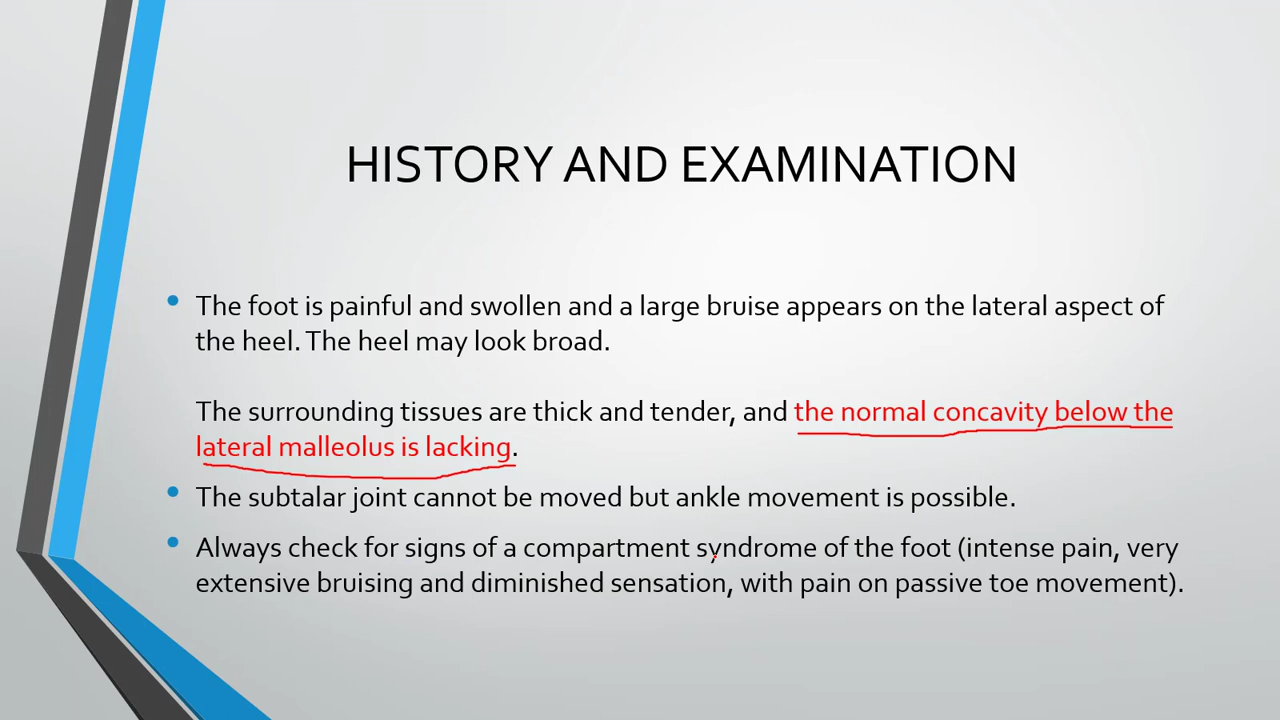 HISTORY AND EXAMINATION
• The foot is painful and swollen and a large bruise appears on the lateral aspect of
the heel. The heel may look broad.
The surrounding tissues are thick and tender, and the normal concavity below the
lateral malleolus is lacking.
• The subtalar joint cannot be moved but ankle movement is possible.
• Always check for signs of a compartment syndrome of the foot (intense pain, very
extensive bruising and diminished sensation, with pain on passive toe movement).